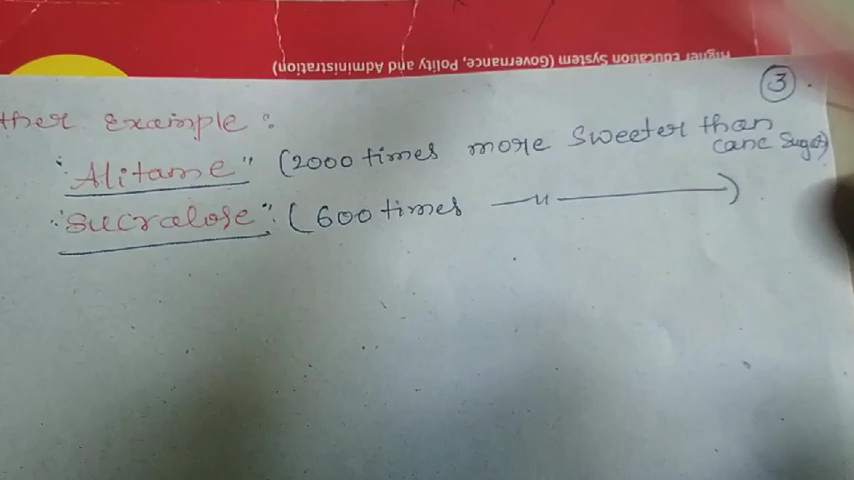 Higher Education System (Governance, Polity and Administration)
3
ther Example :
"Alitame" (2000 times more sweeter than
cane sugar)
"Sucralose" (600 times —〃—)